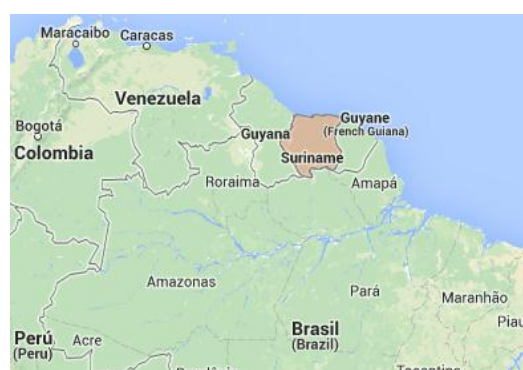 Maracaibo
Caracas
Venezuela
Bogotá
Colombia
Guyana
Guyane
(French Guiana)
Suriname
Roraima
Amapá
Amazonas
Pará
Maranhão
Piau
Brasil
(Brazil)
Perú
(Peru)
Acre